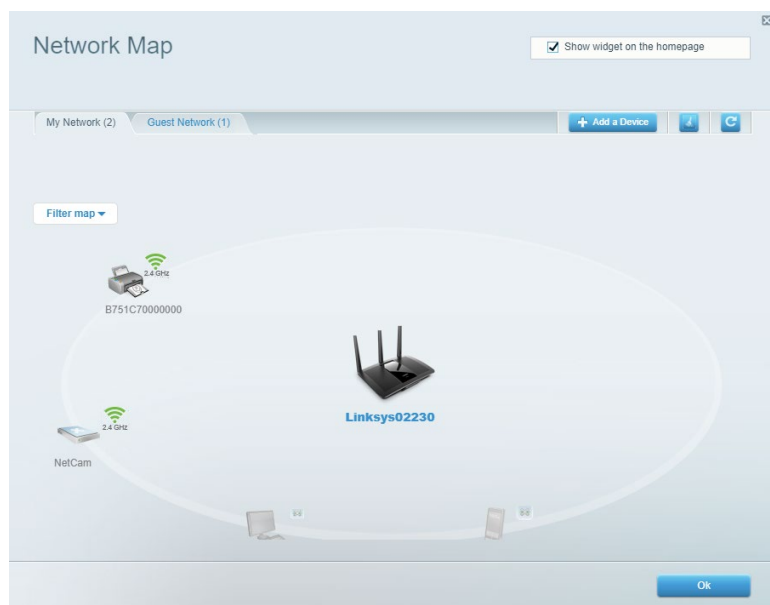 Network Map
Show widget on the homepage
My Network (2)
Guest Network (1)
Add a Device
Filter map
2.4 GHz
B751C70000000
Linksys02230
2.4 GHz
NetCam
Ok